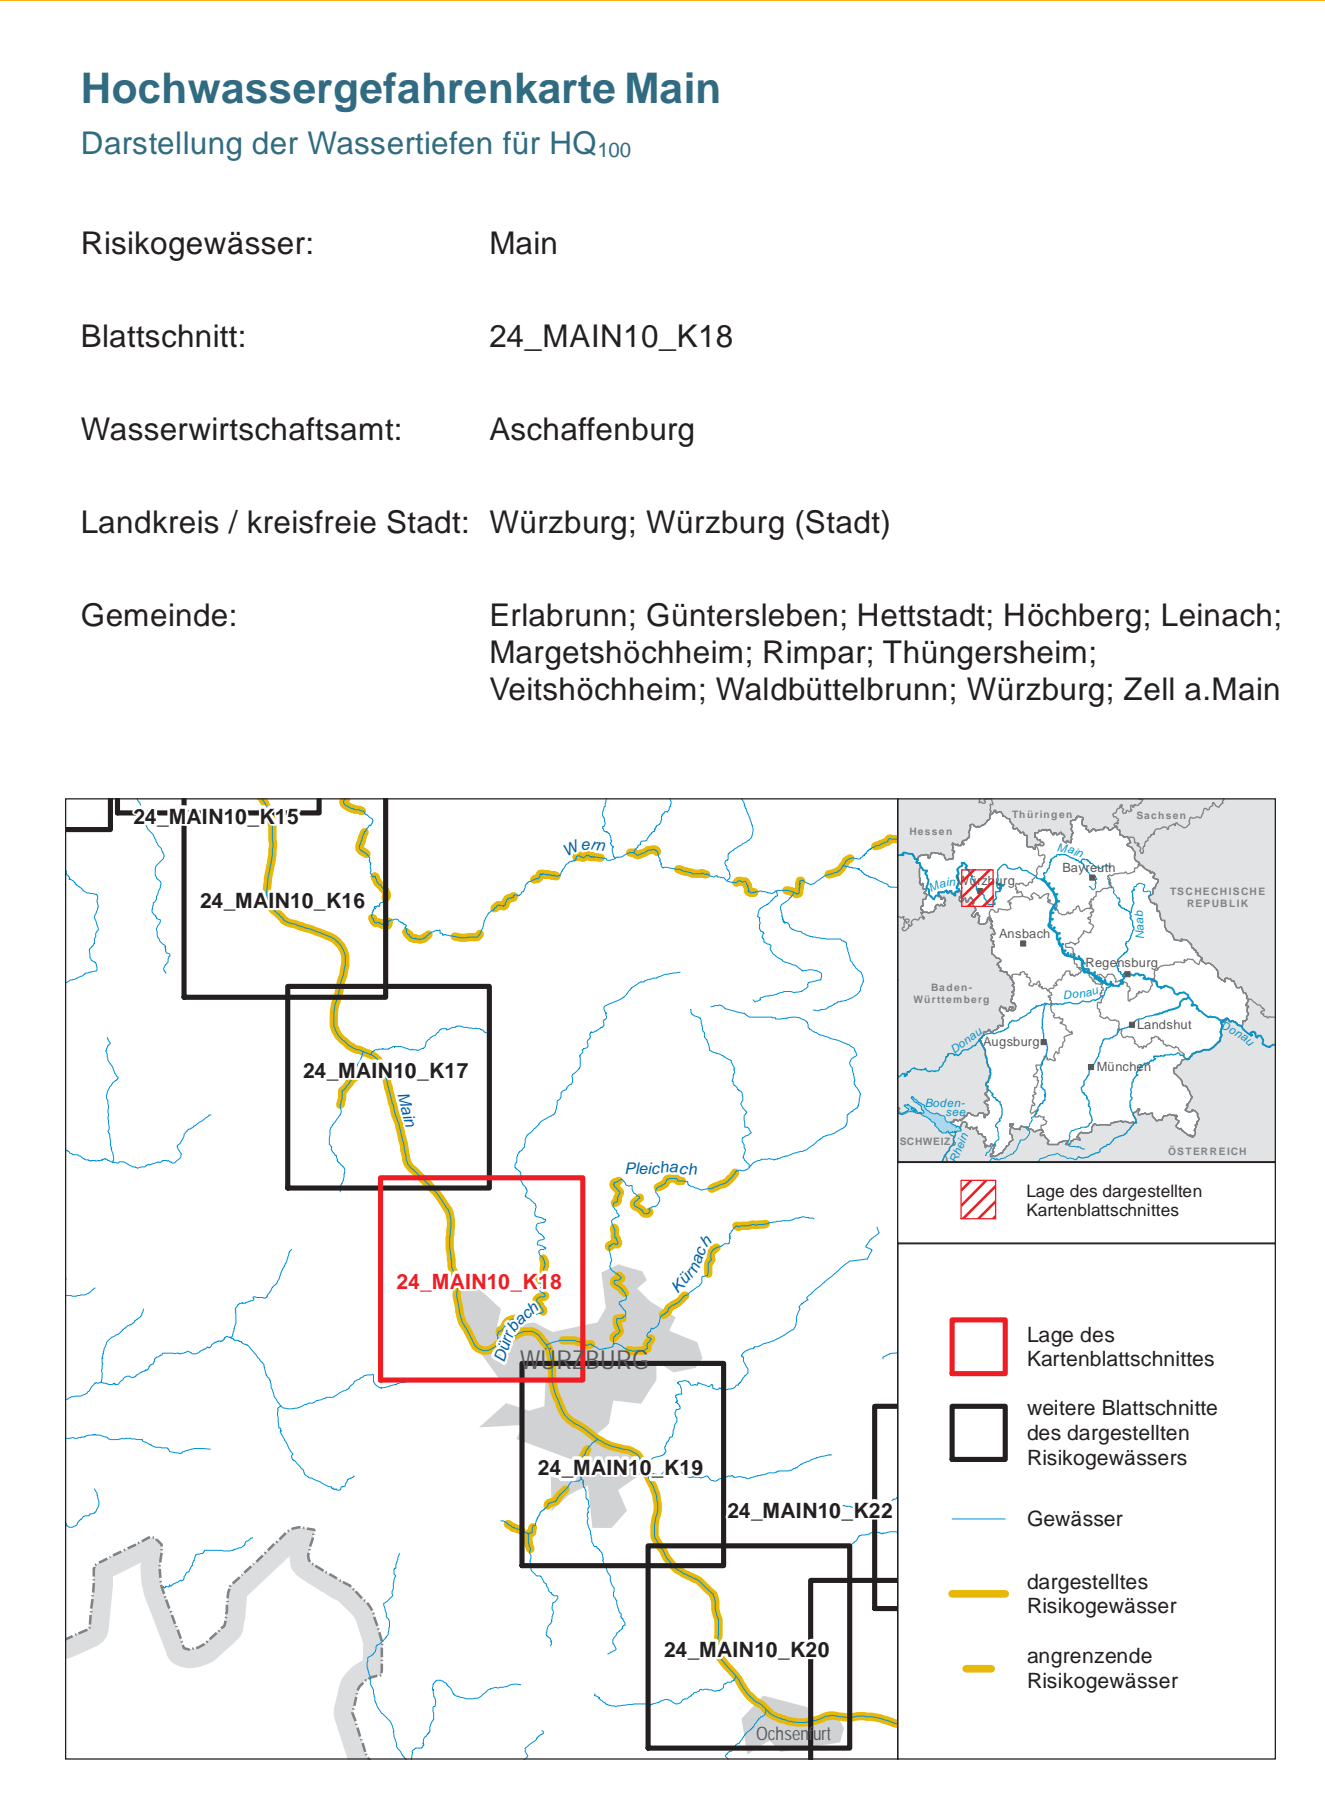 Hochwassergefahrenkarte Main
Darstellung der Wassertiefen für HQ100
Risikogewässer: Main
Blattschnitt: 24_MAIN10_K18
Wasserwirtschaftsamt: Aschaffenburg
Landkreis / kreisfreie Stadt: Würzburg; Würzburg (Stadt)
Gemeinde: Erlabrunn; Güntersleben; Hettstadt; Höchberg; Leinach;
Margetshöchheim; Rimpar; Thüngersheim;
Veitshöchheim; Waldbüttelbrunn; Würzburg; Zell a.Main
24_MAIN10_K15
Wern
24_MAIN10_K16
24_MAIN10_K17
Main
Pleichach
Kürnach
24_MAIN10_K18
Dürrbach
WÜRZBURG
24_MAIN10_K19
24_MAIN10_K22
24_MAIN10_K20
Ochsenfurt
Thüringen
Sachsen
Hessen
Main
Bayreuth
Main
Würzburg
TSCHECHISCHE
REPUBLIK
Naab
Ansbach
Regensburg
Baden-
Württemberg
Donau
Landshut
Donau
Donau
Augsburg
München
Boden-
see
SCHWEIZ
Rhein
ÖSTERREICH
Lage des dargestellten
Kartenblattschnittes
Lage des
Kartenblattschnittes
weitere Blattschnitte
des dargestellten
Risikogewässers
Gewässer
dargestelltes
Risikogewässer
angrenzende
Risikogewässer